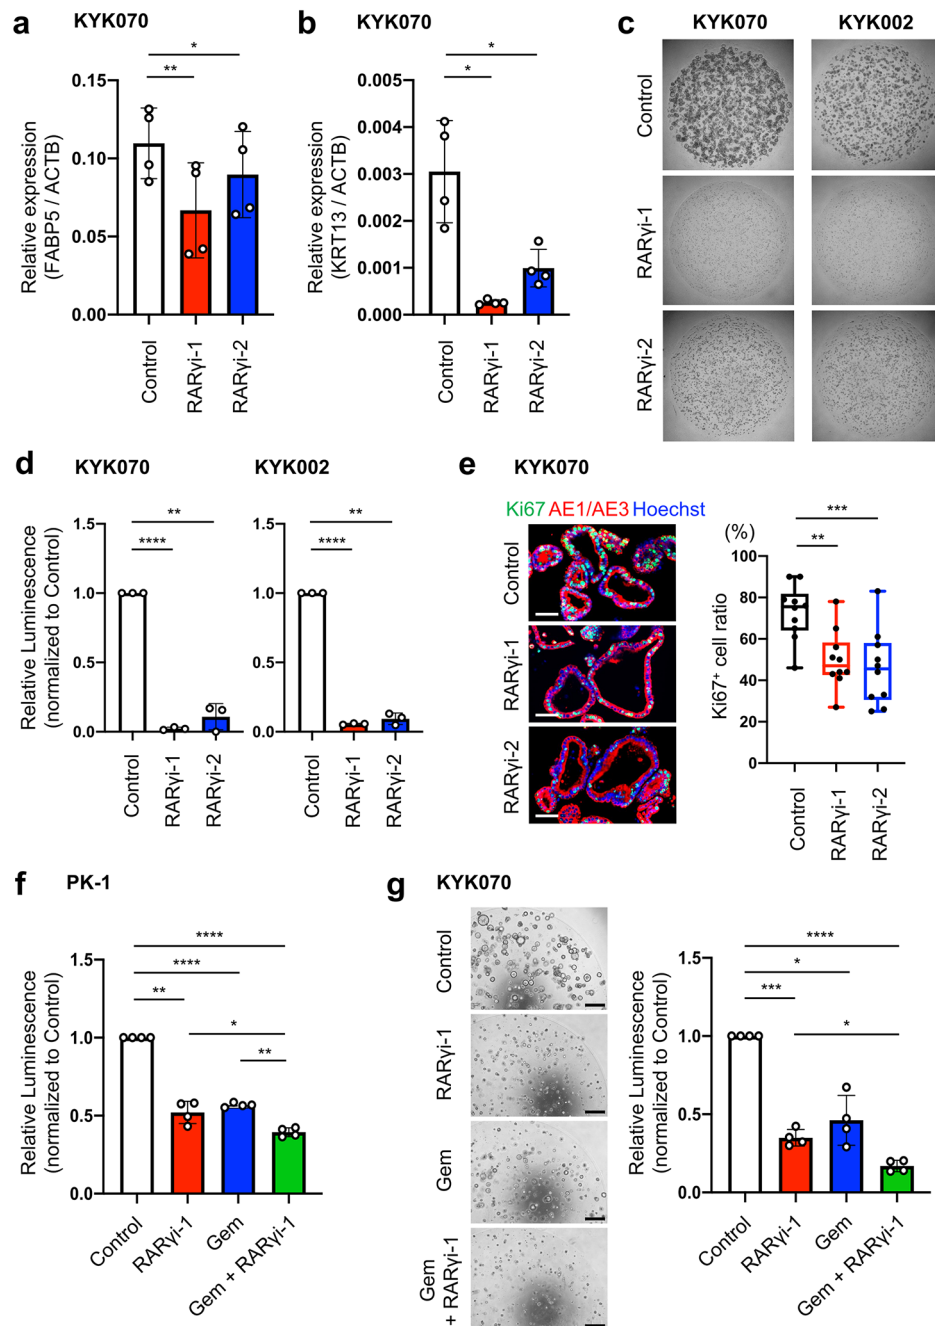 a KYK070
* 
**
0.15
0.10
0.05
0.00
Relative expression
(FABP5 / ACTB)
Control
RARγi-1
RARγi-2
b KYK070
*
*
0.005
0.004
0.003
0.002
0.001
0.000
Relative expression
(KRT13 / ACTB)
Control
RARγi-1
RARγi-2
c KYK070 KYK002
Control
RARγi-1
RARγi-2
d KYK070 KYK002
1.5
1.0
0.5
0.0
Relative Luminescence
(normalized to Control)
**
****
Control
RARγi-1
RARγi-2
1.5
1.0
0.5
0.0
**
****
Control
RARγi-1
RARγi-2
e KYK070
Ki67 AE1/AE3 Hoechst
Control
RARγi-1
RARγi-2
(%)
***
**
100
80
60
40
20
0
Ki67⁺ cell ratio
Control
RARγi-1
RARγi-2
f PK-1
****
****
**
*
**
1.5
1.0
0.5
0.0
Relative Luminescence
(normalized to Control)
Control
RARγi-1
Gem
Gem + RARγi-1
g KYK070
Control
RARγi-1
Gem
Gem
+ RARγi-1
****
*
***
*
1.5
1.0
0.5
0.0
Relative Luminescence
(normalized to Control)
Control
RARγi-1
Gem
Gem + RARγi-1